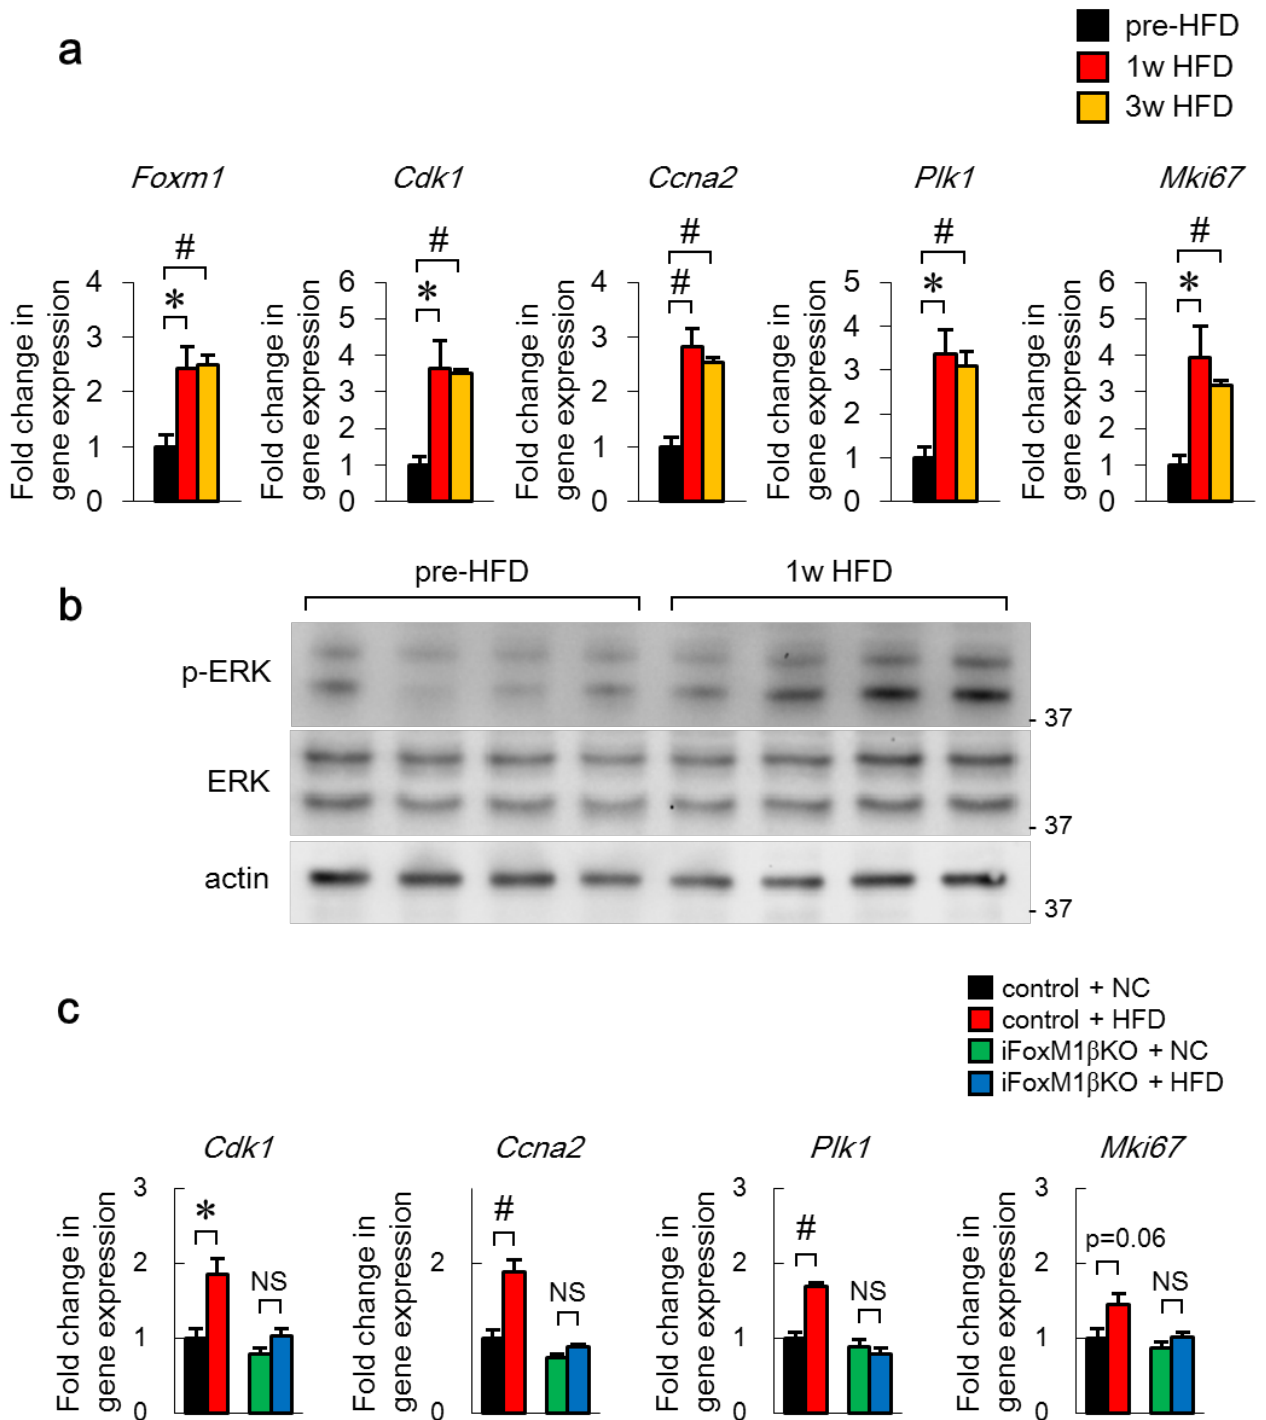 a
pre-HFD
1w HFD
3w HFD
Foxm1
Cdk1
Ccna2
Plk1
Mki67
Fold change in
gene expression
4
3
2
1
0
#
*
Fold change in
gene expression
6
5
4
3
2
1
0
#
*
Fold change in
gene expression
4
3
2
1
0
#
#
Fold change in
gene expression
5
4
3
2
1
0
#
*
Fold change in
gene expression
6
5
4
3
2
1
0
#
*
b
pre-HFD
1w HFD
p-ERK
- 37
ERK
- 37
actin
- 37
c
control + NC
control + HFD
iFoxM1βKO + NC
iFoxM1βKO + HFD
Cdk1
Ccna2
Plk1
Mki67
Fold change in
gene expression
3
2
1
0
*
NS
Fold change in
gene expression
2
0
#
NS
Fold change in
gene expression
3
2
1
0
#
NS
Fold change in
gene expression
3
2
1
0
p=0.06
NS